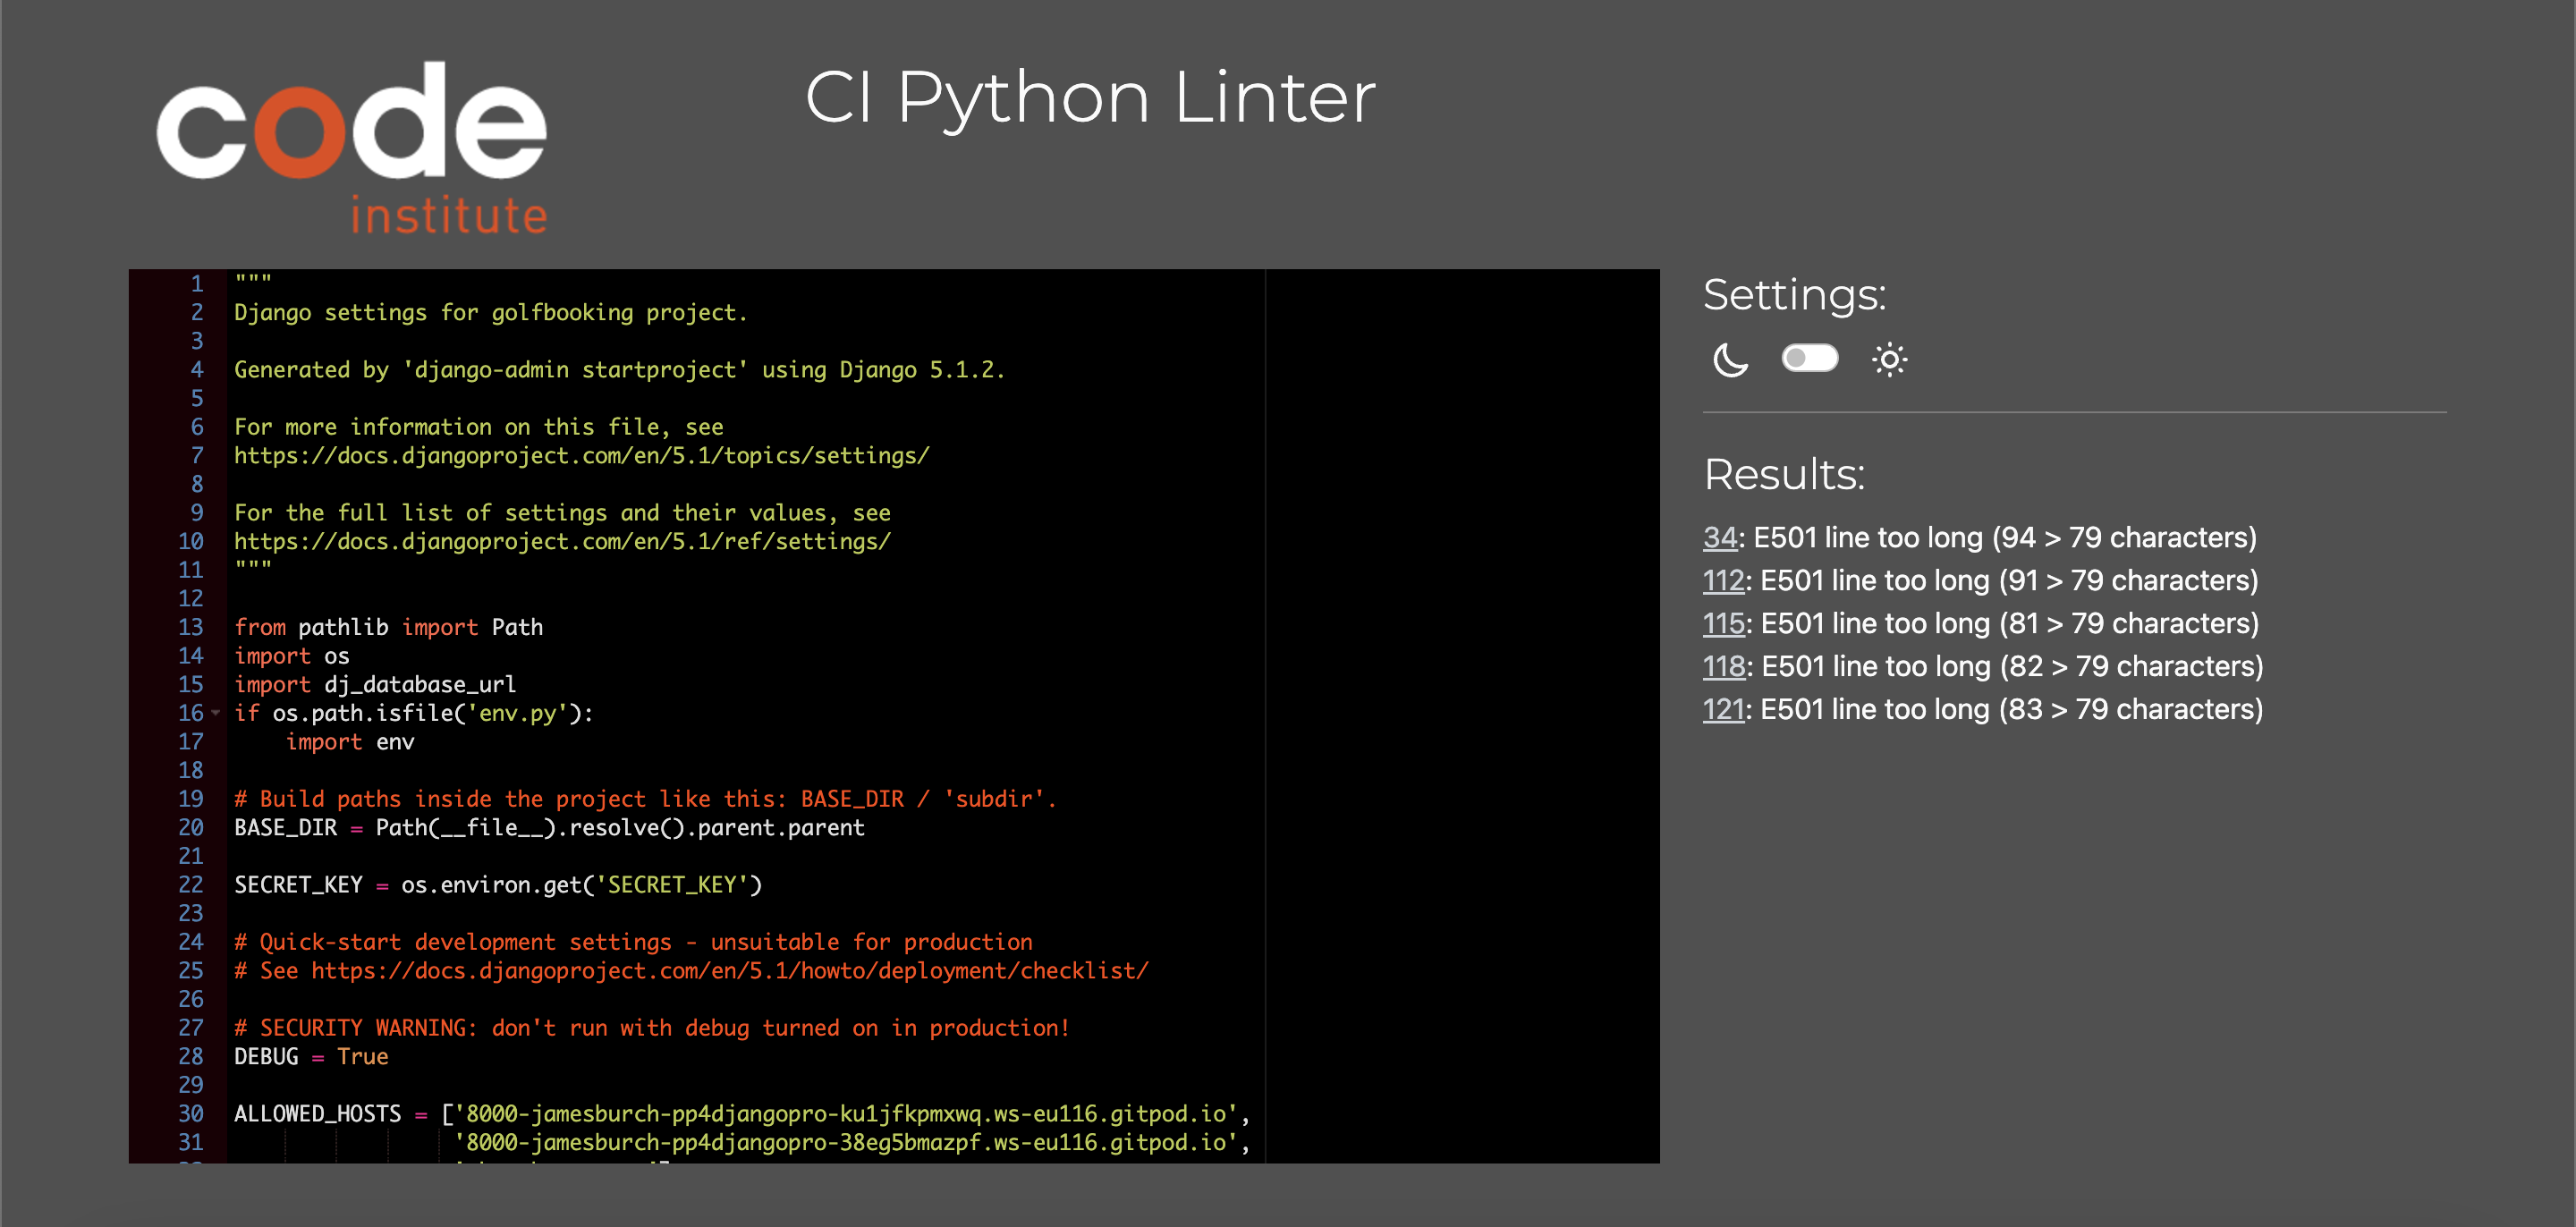 code
institute
CI Python Linter
1 """
2 Django settings for golfbooking project.
3
4 Generated by 'django-admin startproject' using Django 5.1.2.
5
6 For more information on this file, see
7 https://docs.djangoproject.com/en/5.1/topics/settings/
8
9 For the full list of settings and their values, see
10 https://docs.djangoproject.com/en/5.1/ref/settings/
11 """
12
13 from pathlib import Path
14 import os
15 import dj_database_url
16 if os.path.isfile('env.py'):
17     import env
18
19 # Build paths inside the project like this: BASE_DIR / 'subdir'.
20 BASE_DIR = Path(__file__).resolve().parent.parent
21
22 SECRET_KEY = os.environ.get('SECRET_KEY')
23
24 # Quick-start development settings - unsuitable for production
25 # See https://docs.djangoproject.com/en/5.1/howto/deployment/checklist/
26
27 # SECURITY WARNING: don't run with debug turned on in production!
28 DEBUG = True
29
30 ALLOWED_HOSTS = ['8000-jamesburch-pp4djangopro-ku1jfkpmxwq.ws-eu116.gitpod.io',
31                  '8000-jamesburch-pp4djangopro-38eg5bmazpf.ws-eu116.gitpod.io',
Settings:
Results:
34: E501 line too long (94 > 79 characters)
112: E501 line too long (91 > 79 characters)
115: E501 line too long (81 > 79 characters)
118: E501 line too long (82 > 79 characters)
121: E501 line too long (83 > 79 characters)